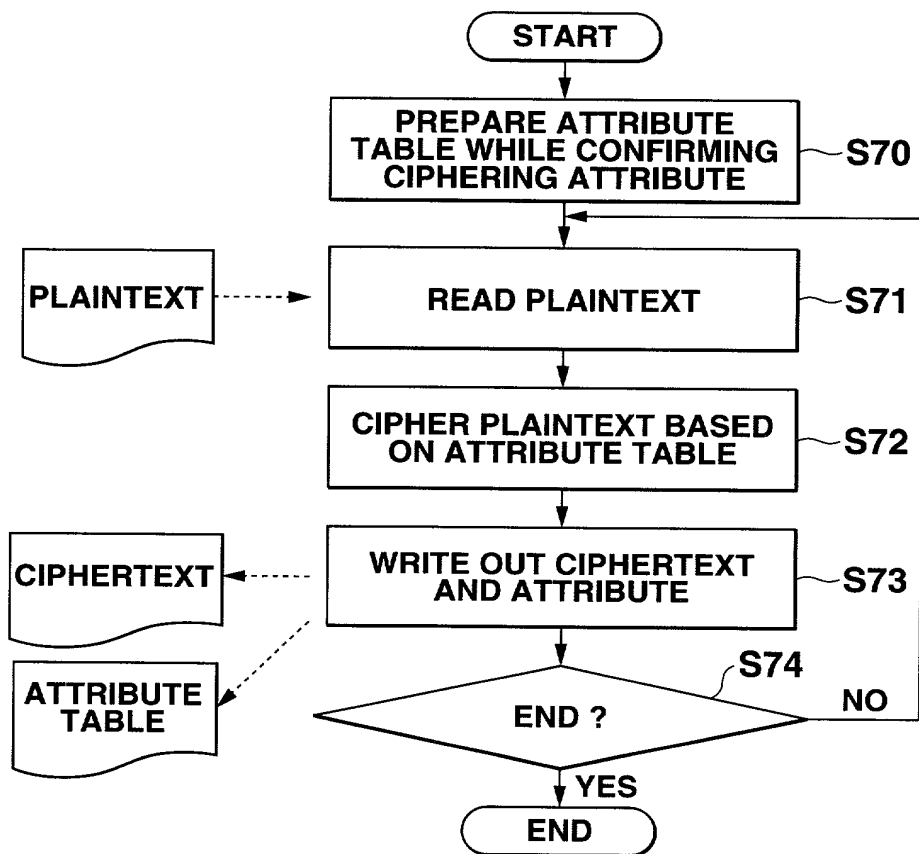 START
PREPARE ATTRIBUTE
TABLE WHILE CONFIRMING
CIPHERING ATTRIBUTE
S70
PLAINTEXT
READ PLAINTEXT
S71
CIPHER PLAINTEXT BASED
ON ATTRIBUTE TABLE
S72
CIPHERTEXT
WRITE OUT CIPHERTEXT
AND ATTRIBUTE
S73
ATTRIBUTE
TABLE
S74
END ?
NO
YES
END